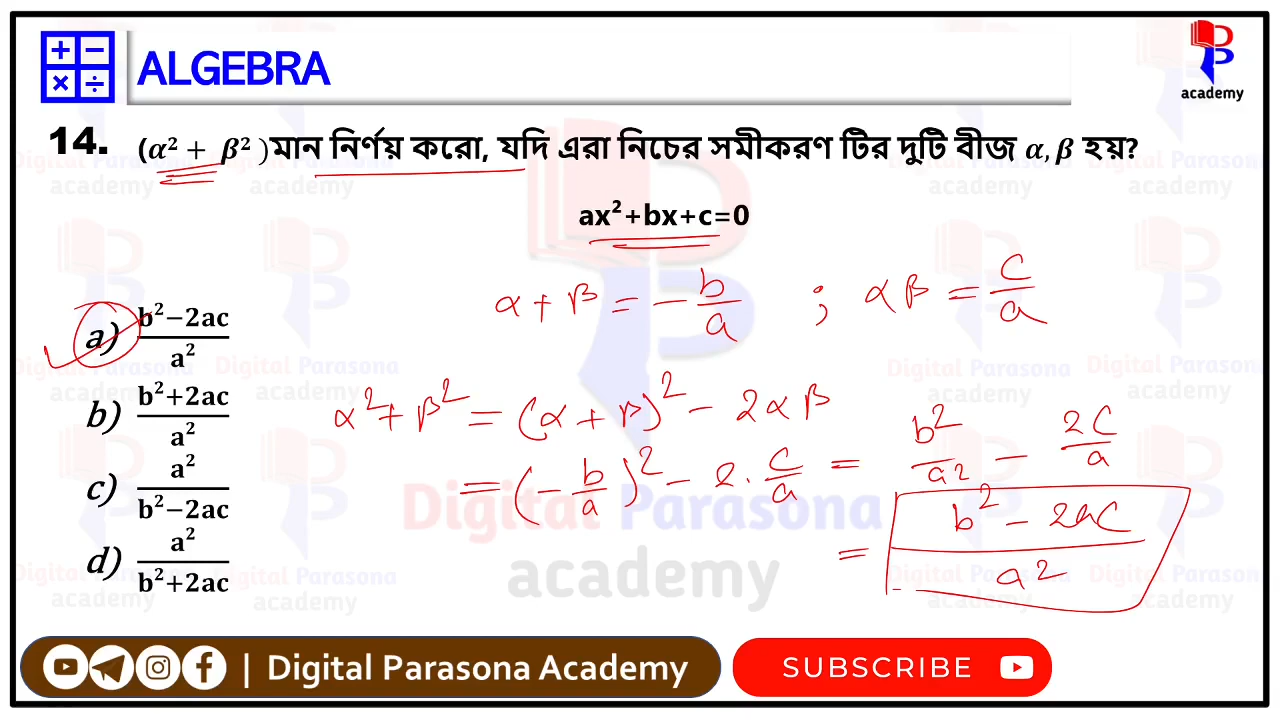 + −
× ÷
ALGEBRA
academy
14. (α² + β² )মান নির্ণয় করো, যদি এরা নিচের সমীকরণ টির দুটি বীজ α, β হয়?
ax²+bx+c=0
α + β = − b/a ; αβ = c/a
a) b²−2ac / a²
b) b²+2ac / a²
c) a² / b²−2ac
d) a² / b²+2ac
α² + β² = (α + β)² − 2αβ
= (− b/a)² − 2 · c/a = b²/a² − 2c/a
= b² − 2ac / a²
Digital Parasona
academy
| Digital Parasona Academy
SUBSCRIBE